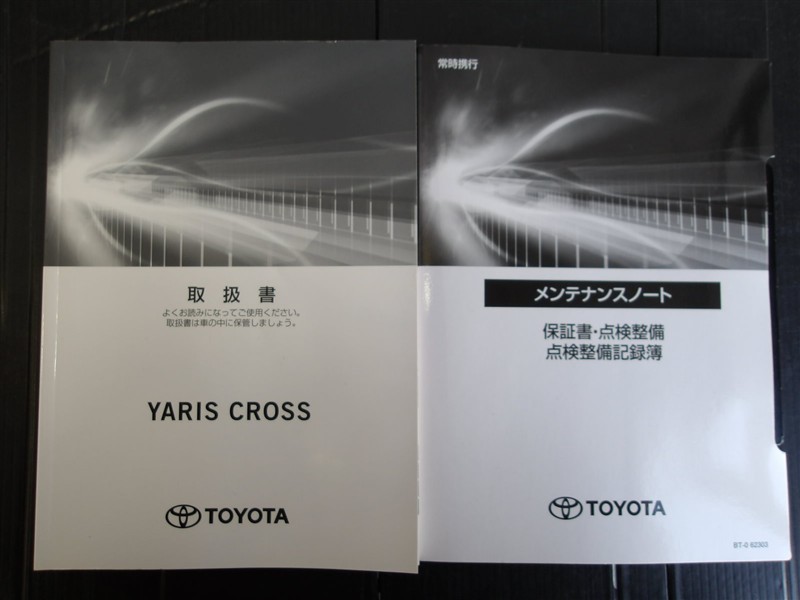 取扱書
よくお読みになってご使用ください。
取扱書は車の中に保管しましょう。
YARIS CROSS
TOYOTA
常時携行
メンテナンスノート
保証書・点検整備
点検整備記録簿
TOYOTA
BT-0 62303